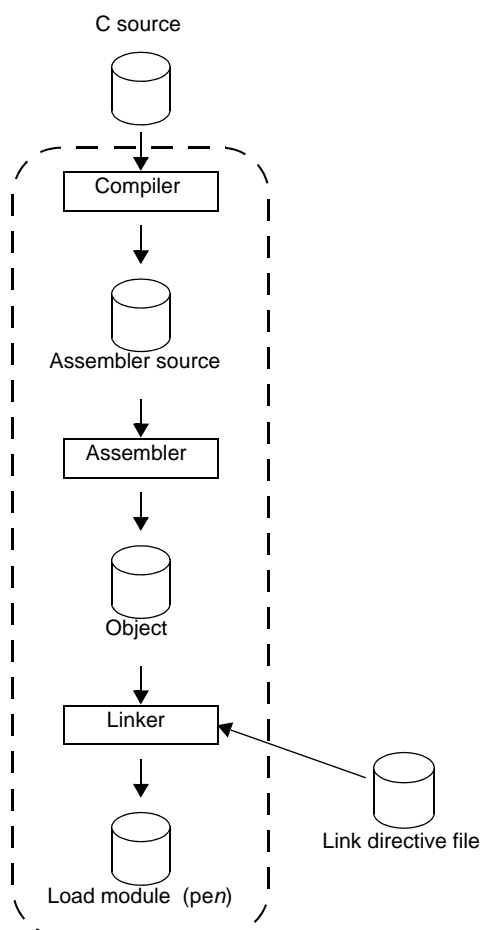 C source
Compiler
Assembler source
Assembler
Object
Linker
Link directive file
Load module (pen)